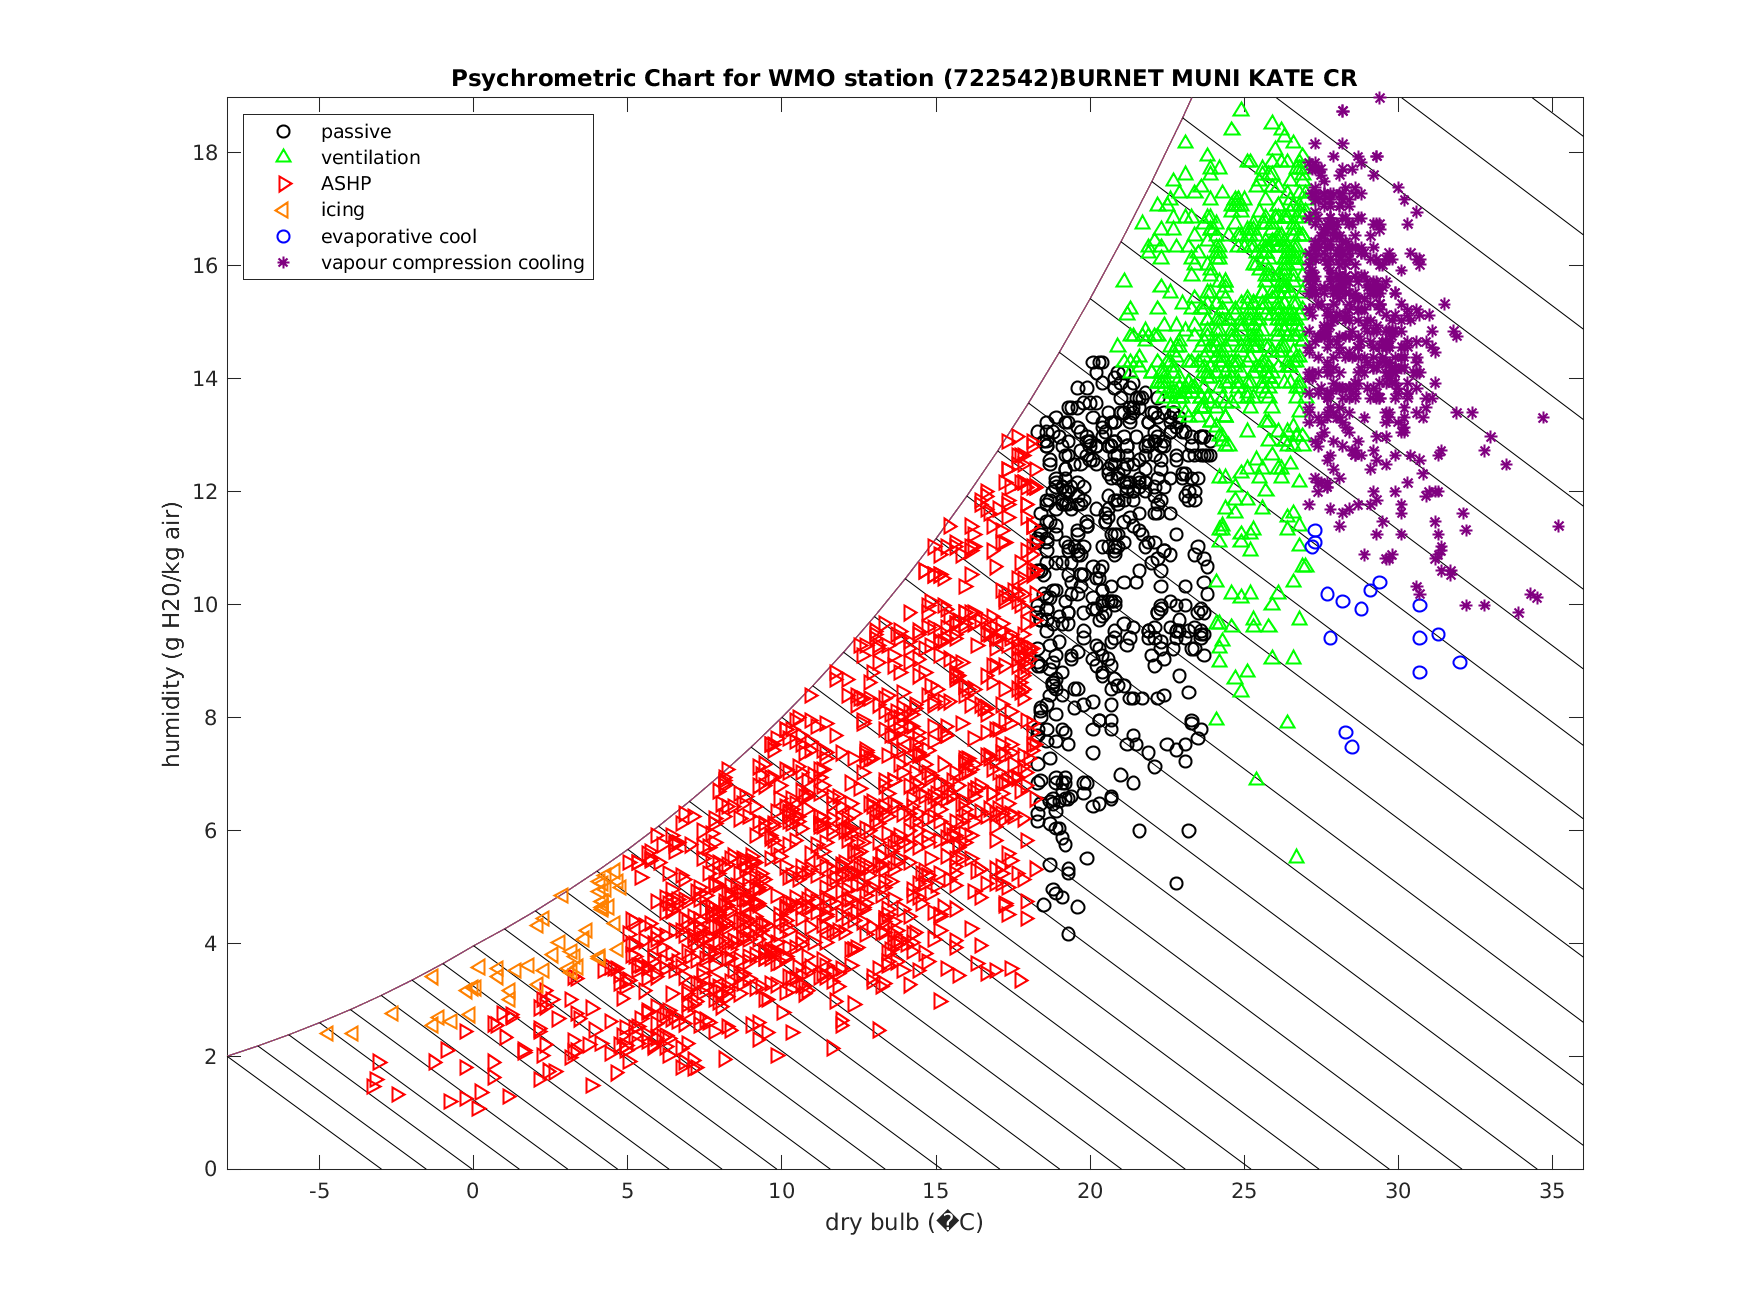 Psychrometric Chart for WMO station (722542)BURNET MUNI KATE CR
passive
ventilation
ASHP
icing
evaporative cool
vapour compression cooling
humidity (g H20/kg air)
18
16
14
12
10
8
6
4
2
0
-5 0 5 10 15 20 25 30 35
dry bulb (�C)